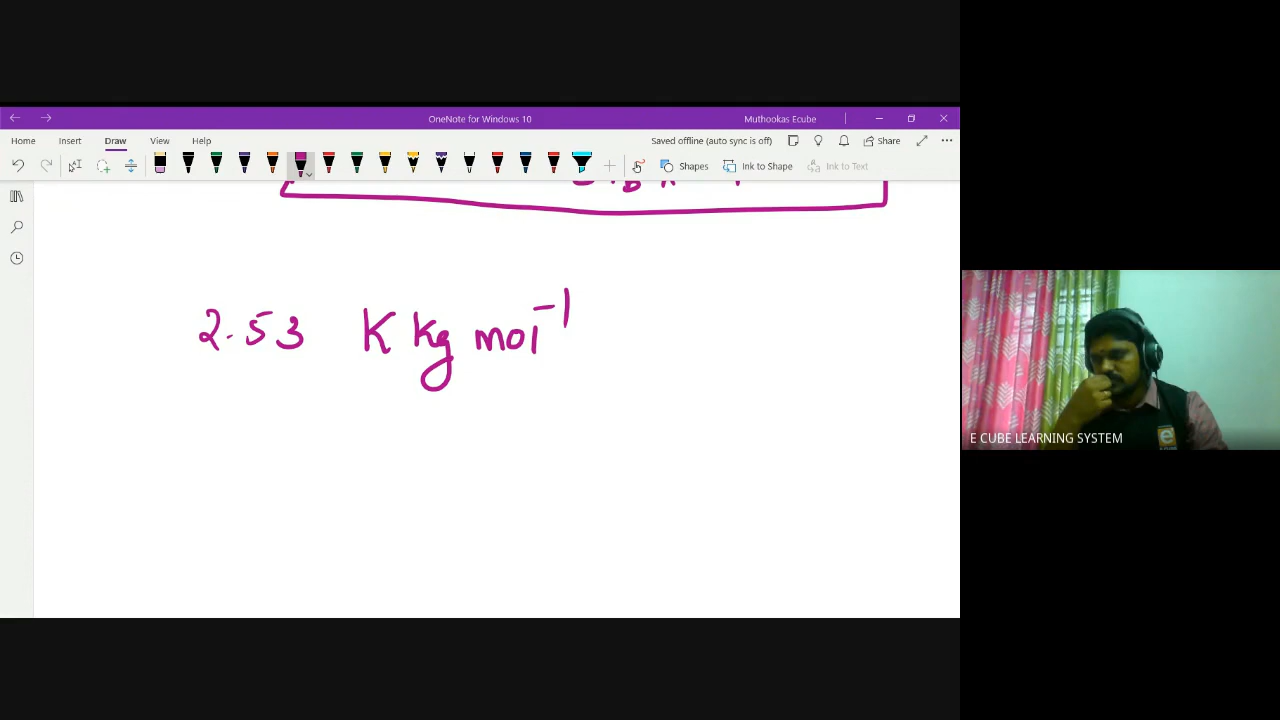 OneNote for Windows 10
Muthookas Ecube
Home Insert Draw View Help
Saved offline (auto sync is off)
Share
Shapes
Ink to Shape
Ink to Text
2.53 K kg mol⁻¹
E CUBE LEARNING SYSTEM